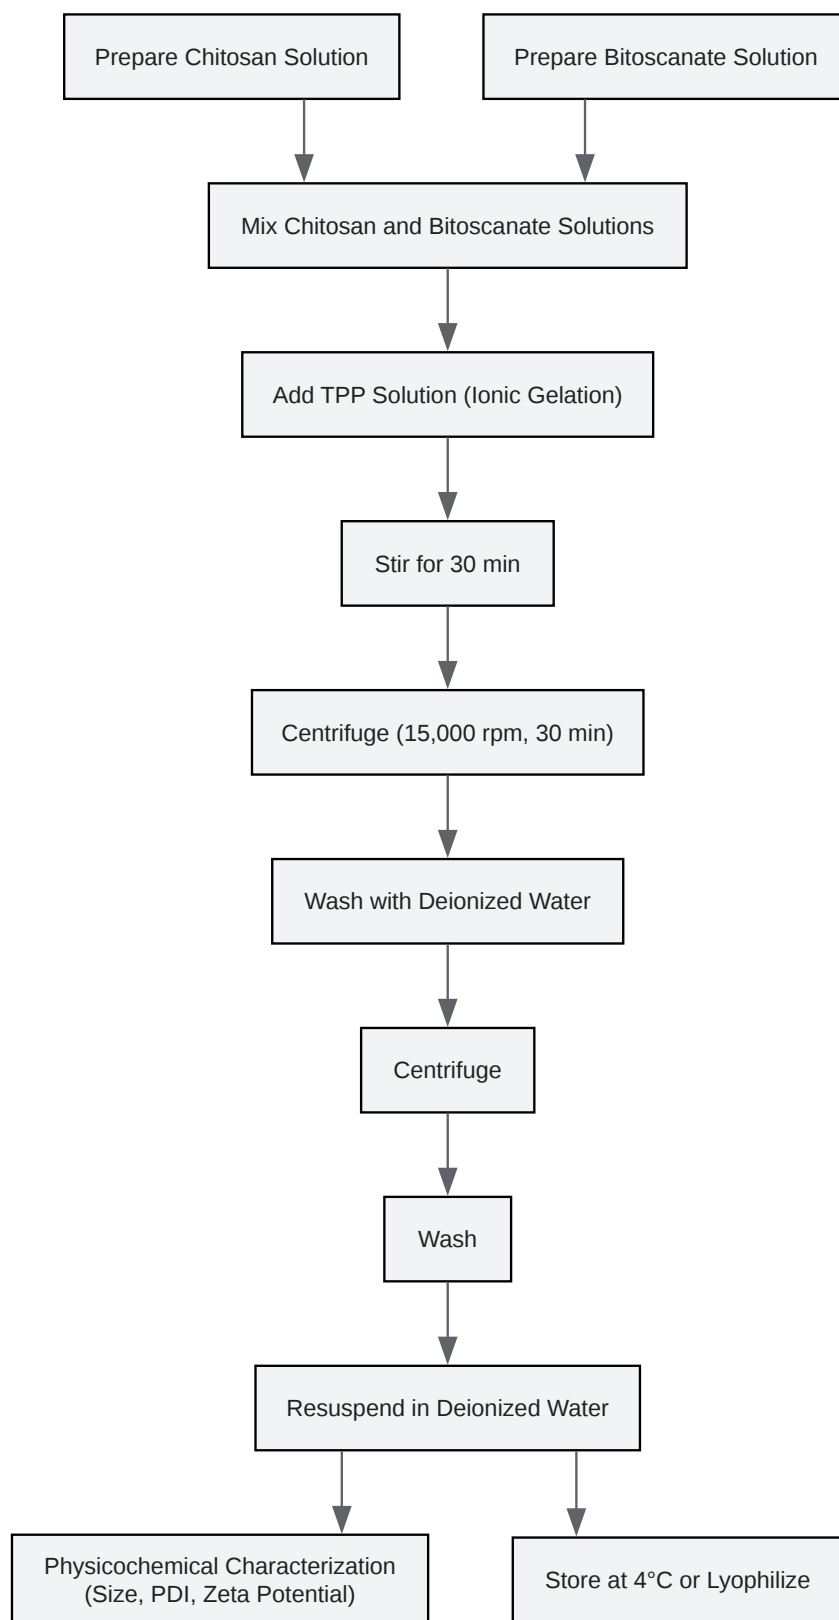 Prepare Chitosan Solution
Prepare Bitoscanate Solution
Mix Chitosan and Bitoscanate Solutions
Add TPP Solution (Ionic Gelation)
Stir for 30 min
Centrifuge (15,000 rpm, 30 min)
Wash with Deionized Water
Centrifuge
Wash
Resuspend in Deionized Water
Physicochemical Characterization
(Size, PDI, Zeta Potential)
Store at 4°C or Lyophilize